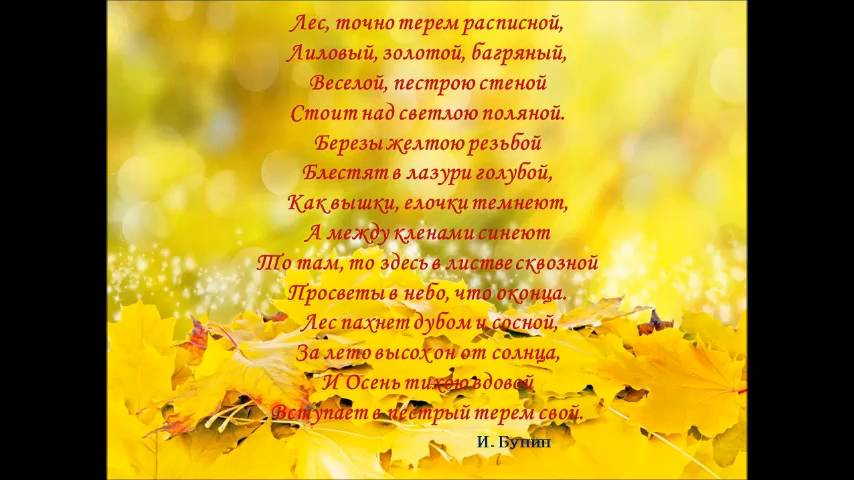 Лес, точно терем расписной,
Лиловый, золотой, багряный,
Веселой, пестрою стеной
Стоит над светлою поляной.
Березы желтою резьбой
Блестят в лазури голубой,
Как вышки, елочки темнеют,
А между кленами синеют
То там, то здесь в листве сквозной
Просветы в небо, что оконца.
Лес пахнет дубом и сосной,
За лето высох он от солнца,
И Осень тихою вдовой
Вступает в пестрый терем свой.
И. Бунин